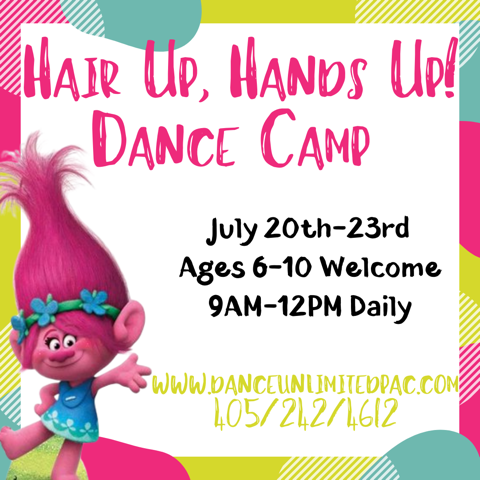 Hair Up, Hands Up!
Dance Camp
July 20th-23rd
Ages 6-10 Welcome
9AM-12PM Daily
www.danceunlimitedpac.com
405/242/4612